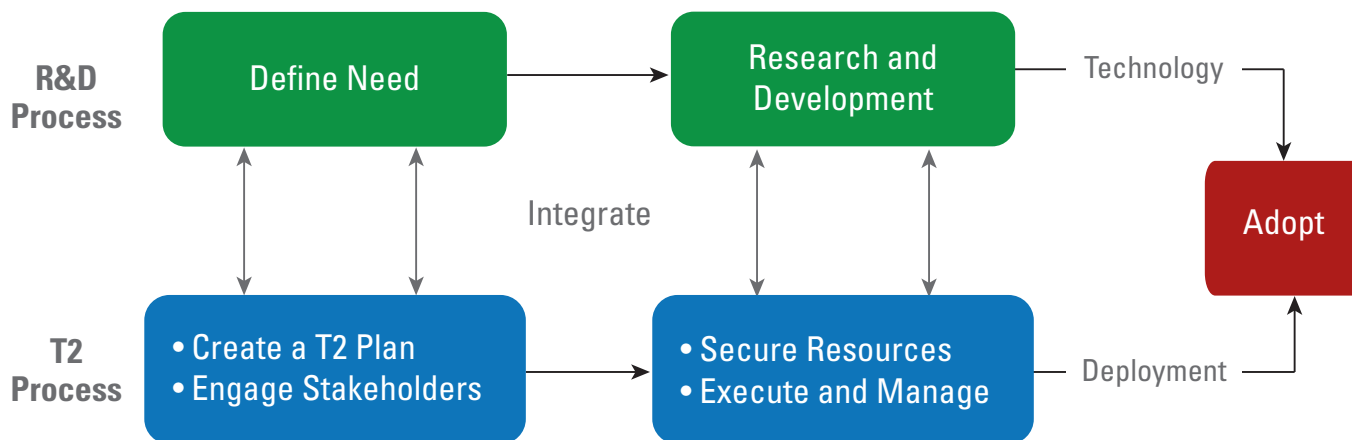 R&D
Process
Define Need
Research and
Development
Technology
Integrate
Adopt
T2
Process
• Create a T2 Plan
• Engage Stakeholders
• Secure Resources
• Execute and Manage
Deployment